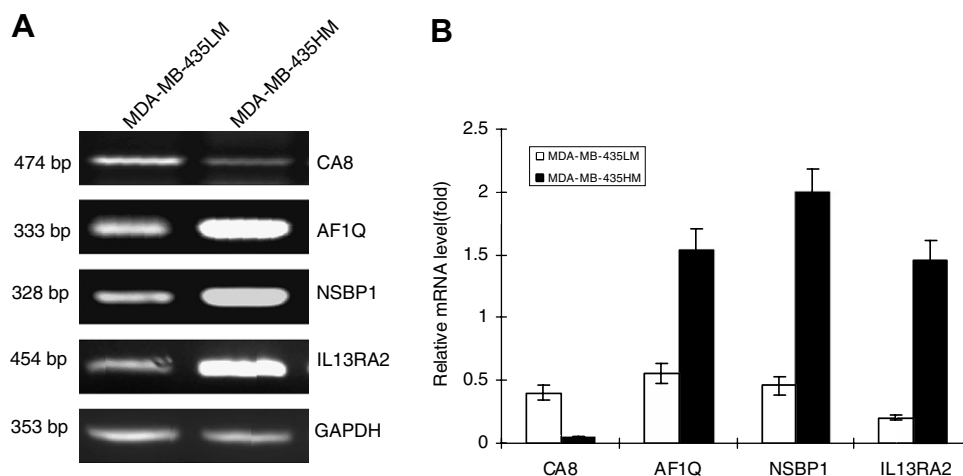 A
MDA-MB-435LM
MDA-MB-435HM
474 bp
CA8
333 bp
AF1Q
328 bp
NSBP1
454 bp
IL13RA2
353 bp
GAPDH
B
Relative mRNA level(fold)
2.5
2
1.5
1
0.5
0
MDA-MB-435LM
MDA-MB-435HM
CA8
AF1Q
NSBP1
IL13RA2